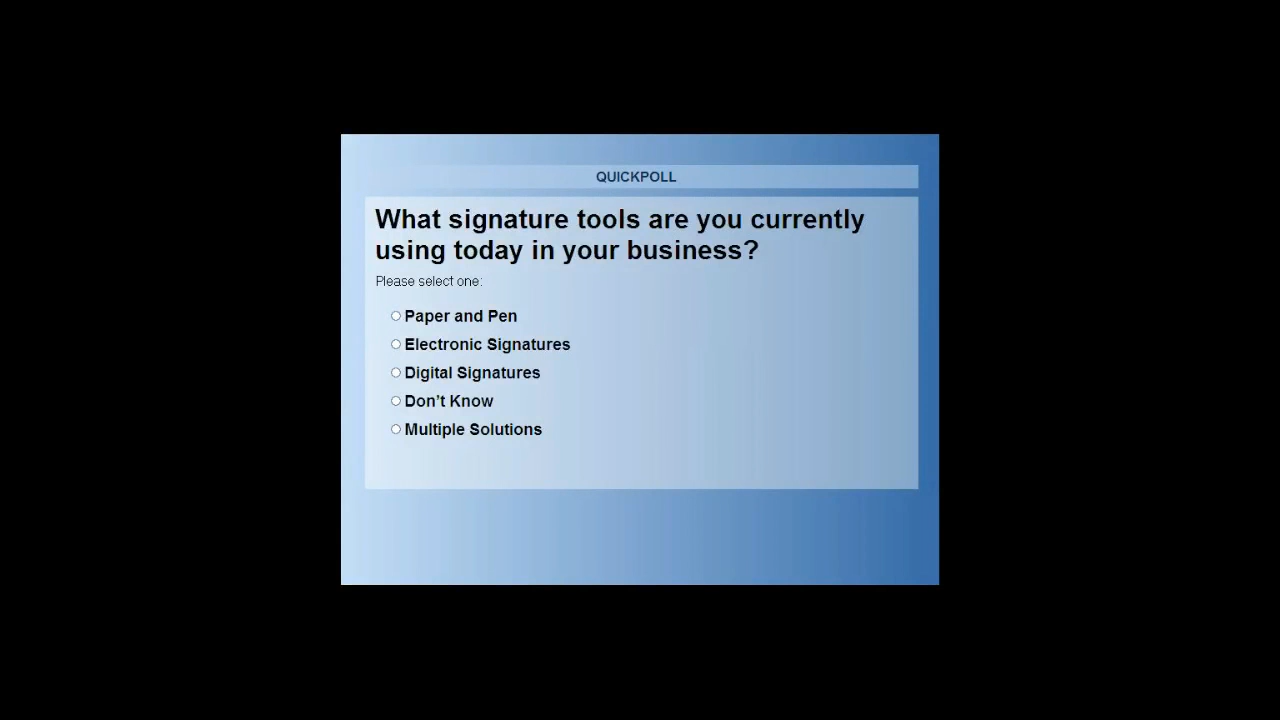 QUICKPOLL
What signature tools are you currently
using today in your business?
Please select one:
Paper and Pen
Electronic Signatures
Digital Signatures
Don’t Know
Multiple Solutions